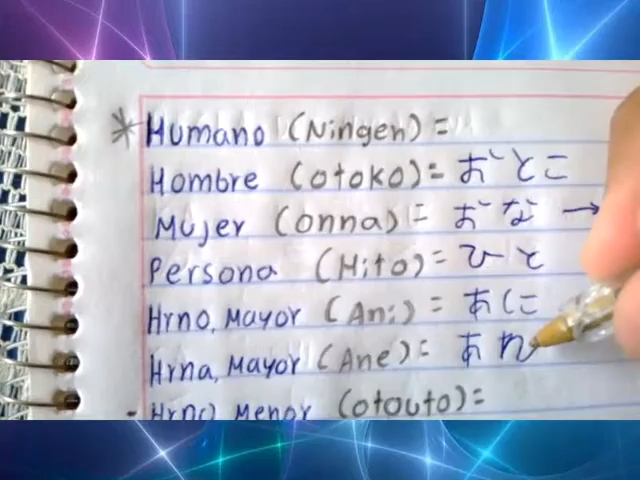 * Humano (Ningen) =
Hombre (otoko) = おとこ
Mujer (onna) = おな →
Persona (Hito) = ひと
Hrno, Mayor (Ani) = あに
Hrna, Mayor (Ane) = あね
- Hrno, Menor (otouto) =